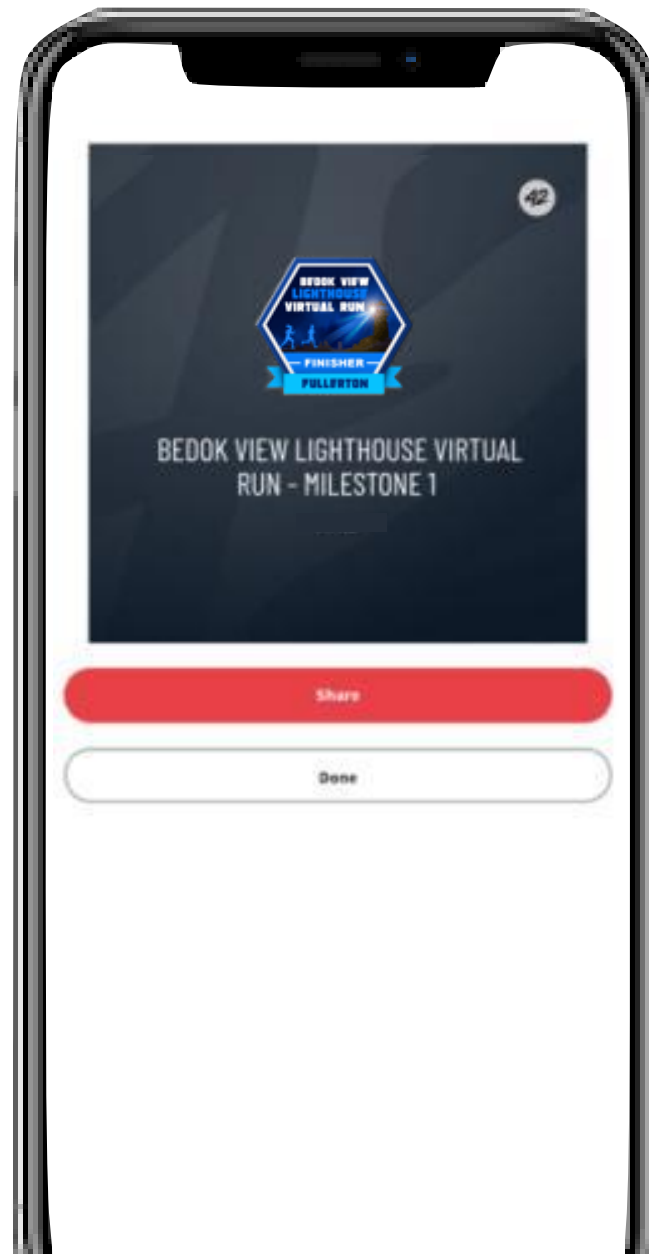 42
BEDOK VIEW
LIGHTHOUSE
VIRTUAL RUN
FINISHER
FULLERTON
BEDOK VIEW LIGHTHOUSE VIRTUAL
RUN - MILESTONE 1
Share
Done